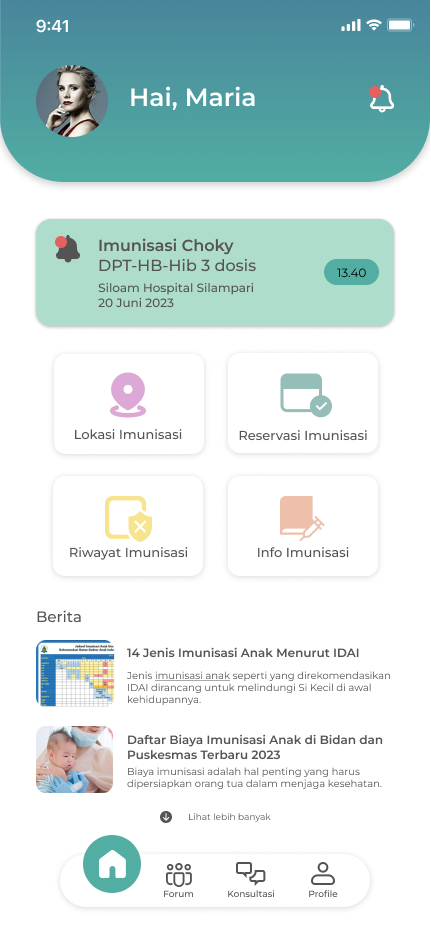 9:41
Hai, Maria
Imunisasi Choky
DPT-HB-Hib 3 dosis
13.40
Siloam Hospital Silampari
20 Juni 2023
Lokasi Imunisasi
Reservasi Imunisasi
Riwayat Imunisasi
Info Imunisasi
Berita
14 Jenis Imunisasi Anak Menurut IDAI
Jenis imunisasi anak seperti yang direkomendasikan
IDAI dirancang untuk melindungi Si Kecil di awal
kehidupannya.
Daftar Biaya Imunisasi Anak di Bidan dan
Puskesmas Terbaru 2023
Biaya imunisasi adalah hal penting yang harus
dipersiapkan orang tua dalam menjaga kesehatan.
Lihat lebih banyak
Forum
Konsultasi
Profile